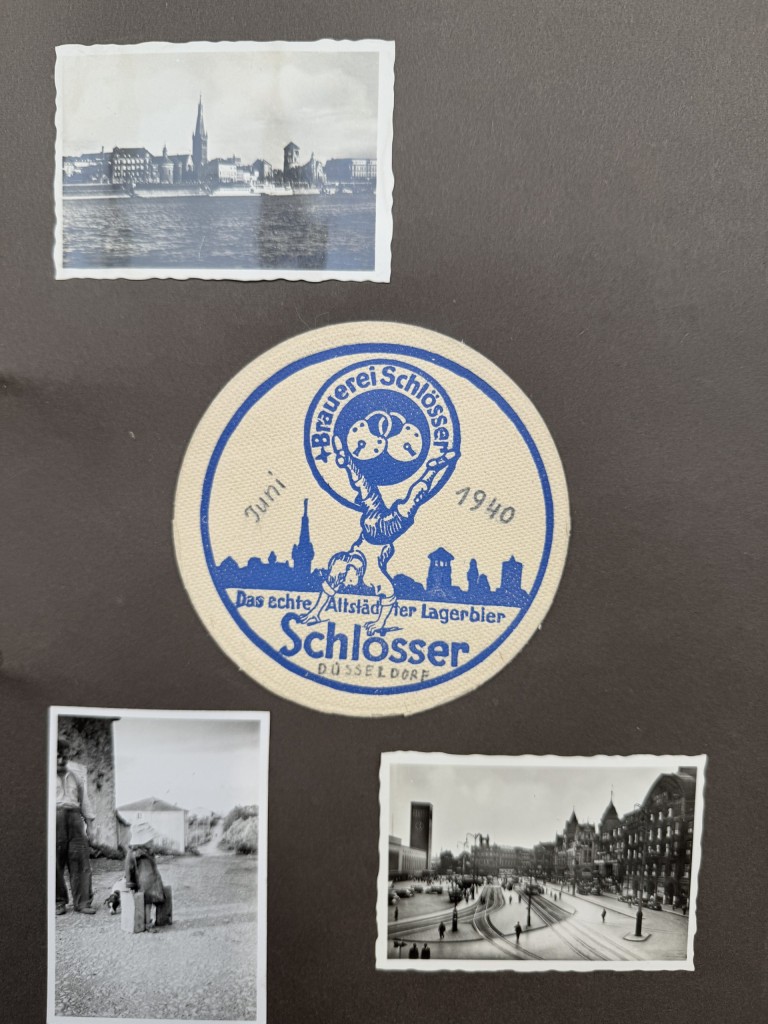 Brauerei Schlösser
Juni 1940
Das echte Altstädter Lagerbier
Schlösser
DÜSSELDORF